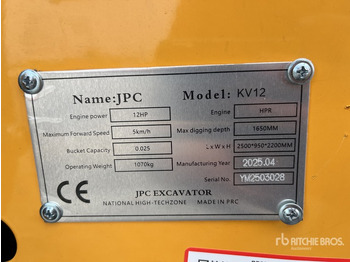 Name:JPC Model: KV12
Engine power 12HP Engine HPR
Maximum Forward Speed 5km/h Max digging depth 1650MM
Bucket Capacity 0.025 L x W x H 2500*950*2200MM
Operating Weight 1070kg Manufacturing Year 2025.04
Serial No YM2503028
CE
JPC EXCAVATOR
NATIONAL HIGH-TECHZONE MADE IN PRC
rb
RITCHIE BROS